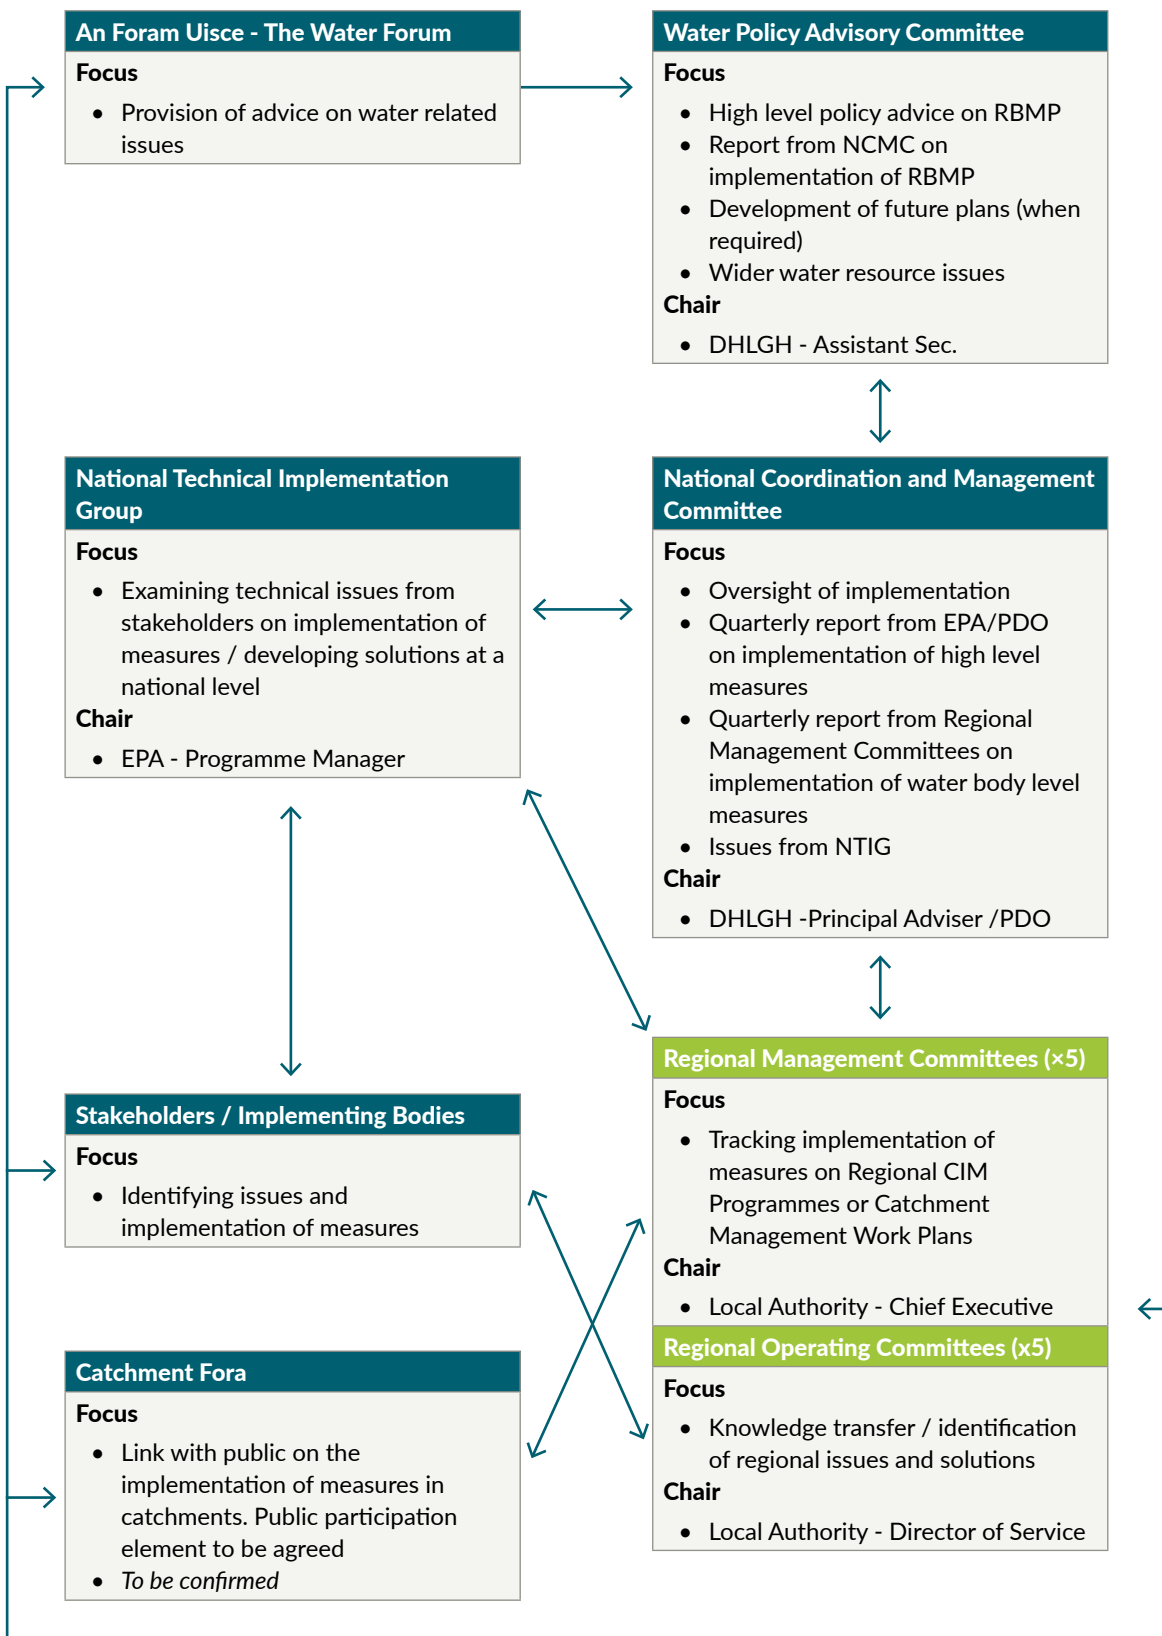 An Foram Uisce - The Water Forum
Focus
• Provision of advice on water related
issues
Water Policy Advisory Committee
Focus
• High level policy advice on RBMP
• Report from NCMC on
implementation of RBMP
• Development of future plans (when
required)
• Wider water resource issues
Chair
• DHLGH - Assistant Sec.
National Technical Implementation
Group
Focus
• Examining technical issues from
stakeholders on implementation of
measures / developing solutions at a
national level
Chair
• EPA - Programme Manager
National Coordination and Management
Committee
Focus
• Oversight of implementation
• Quarterly report from EPA/PDO
on implementation of high level
measures
• Quarterly report from Regional
Management Committees on
implementation of water body level
measures
• Issues from NTIG
Chair
• DHLGH -Principal Adviser /PDO
Stakeholders / Implementing Bodies
Focus
• Identifying issues and
implementation of measures
Regional Management Committees (×5)
Focus
• Tracking implementation of
measures on Regional CIM
Programmes or Catchment
Management Work Plans
Chair
• Local Authority - Chief Executive
Regional Operating Committees (x5)
Focus
• Knowledge transfer / identification
of regional issues and solutions
Chair
• Local Authority - Director of Service
Catchment Fora
Focus
• Link with public on the
implementation of measures in
catchments. Public participation
element to be agreed
• To be confirmed